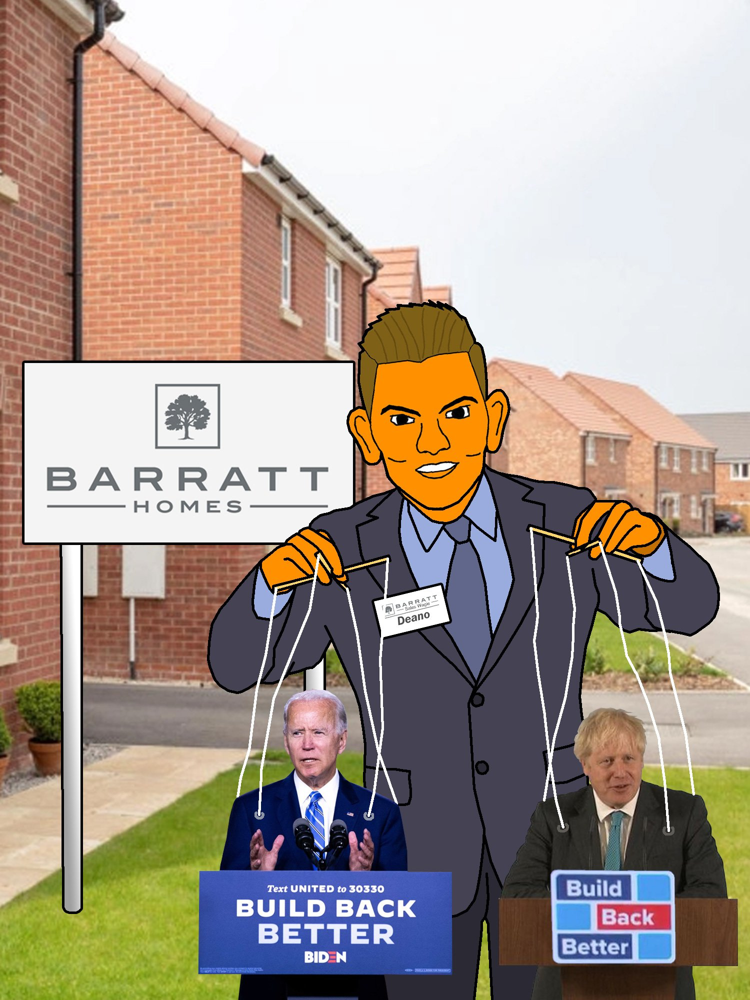 BARRATT
HOMES
BARRATT
Sales Wagie
Deano
Text UNITED to 30330
BUILD BACK
BETTER
BIDEN
Build
Back
Better